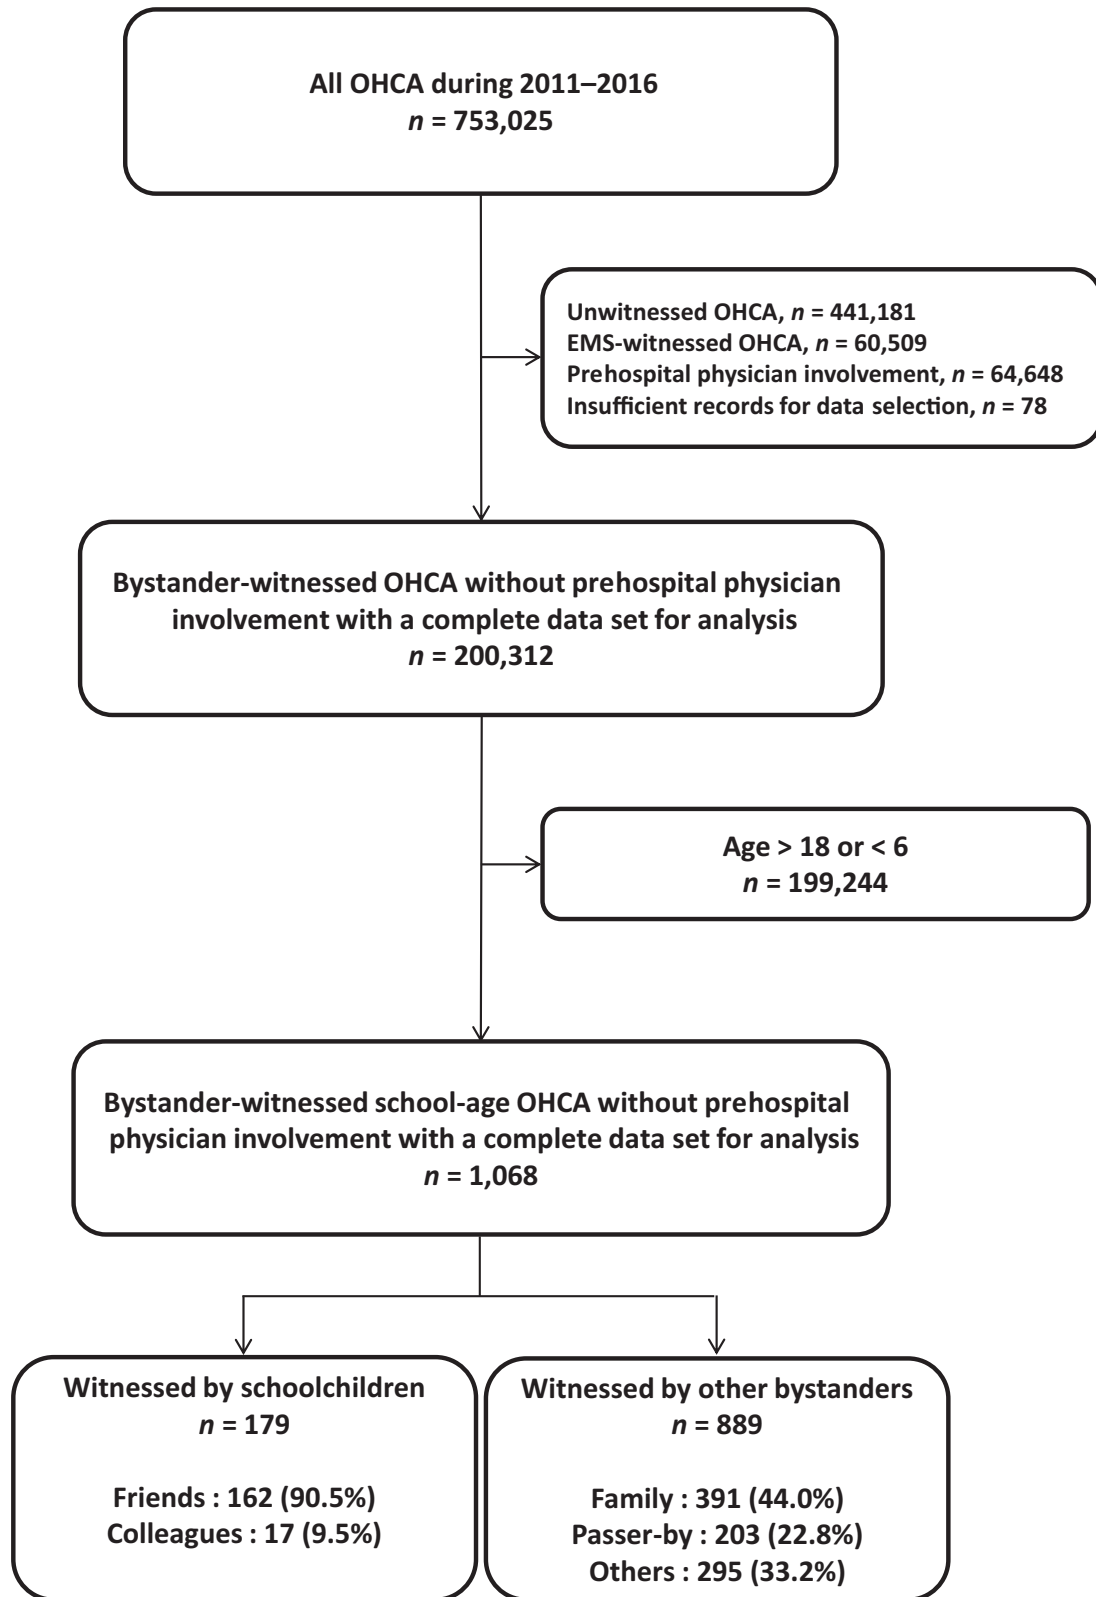 All OHCA during 2011–2016
n = 753,025
Unwitnessed OHCA, n = 441,181
EMS-witnessed OHCA, n = 60,509
Prehospital physician involvement, n = 64,648
Insufficient records for data selection, n = 78
Bystander-witnessed OHCA without prehospital physician
involvement with a complete data set for analysis
n = 200,312
Age > 18 or < 6
n = 199,244
Bystander-witnessed school-age OHCA without prehospital
physician involvement with a complete data set for analysis
n = 1,068
Witnessed by schoolchildren
n = 179
Friends : 162 (90.5%)
Colleagues : 17 (9.5%)
Witnessed by other bystanders
n = 889
Family : 391 (44.0%)
Passer-by : 203 (22.8%)
Others : 295 (33.2%)